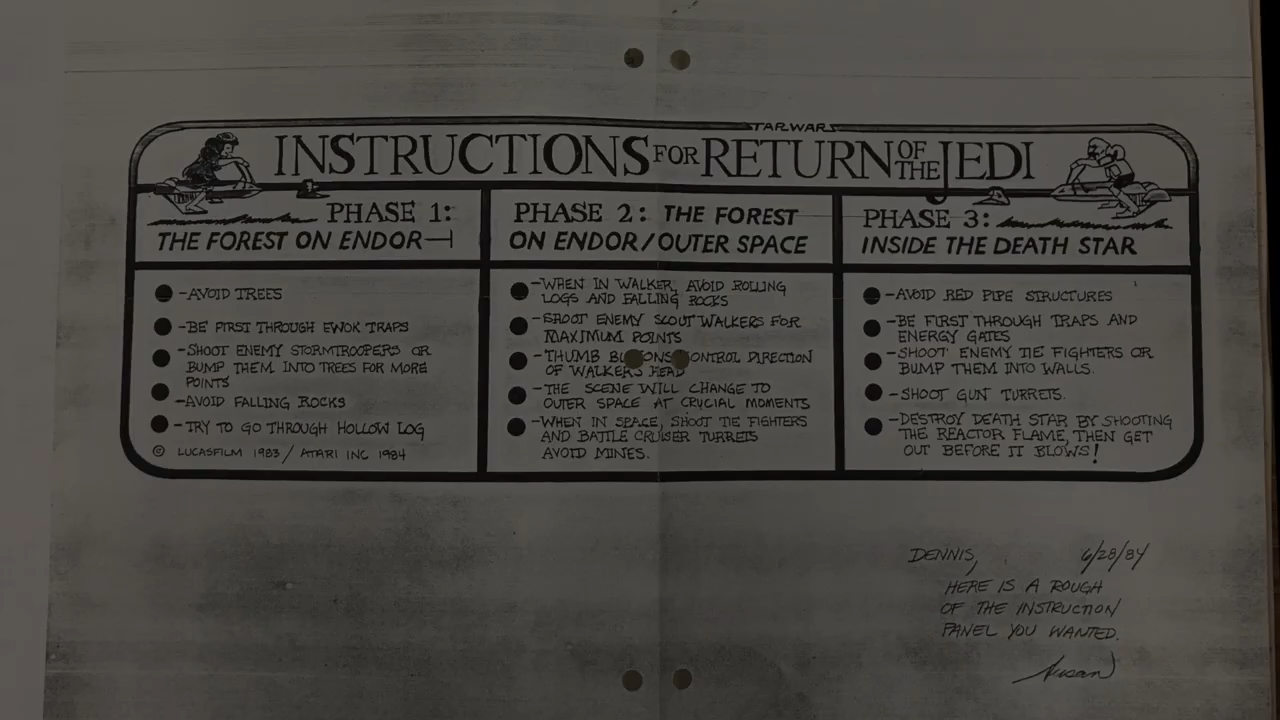 STAR WARS
INSTRUCTIONS FOR RETURN OF THE JEDI
PHASE 1:
THE FOREST ON ENDOR
- AVOID TREES
- BE FIRST THROUGH EWOK TRAPS
- SHOOT ENEMY STORMTROOPERS OR
BUMP THEM INTO TREES FOR MORE
POINTS
- AVOID FALLING ROCKS
- TRY TO GO THROUGH HOLLOW LOG
© LUCASFILM 1983 / ATARI INC 1984
PHASE 2: THE FOREST
ON ENDOR/OUTER SPACE
- WHEN IN WALKER, AVOID ROLLING
LOGS AND FALLING ROCKS
- SHOOT ENEMY SCOUT WALKERS FOR
MAXIMUM POINTS
- THUMB BUTTONS CONTROL DIRECTION
OF WALKERS HEAD
- THE SCENE WILL CHANGE TO
OUTER SPACE AT CRUCIAL MOMENTS
- WHEN IN SPACE, SHOOT TIE FIGHTERS
AND BATTLE CRUISER TURRETS
AVOID MINES.
PHASE 3:
INSIDE THE DEATH STAR
- AVOID RED PIPE STRUCTURES
- BE FIRST THROUGH TRAPS AND
ENERGY GATES
- SHOOT ENEMY TIE FIGHTERS OR
BUMP THEM INTO WALLS.
- SHOOT GUN TURRETS.
- DESTROY DEATH STAR BY SHOOTING
THE REACTOR FLAME, THEN GET
OUT BEFORE IT BLOWS!
DENNIS, 6/28/84
HERE IS A ROUGH
OF THE INSTRUCTION
PANEL YOU WANTED.
Susan